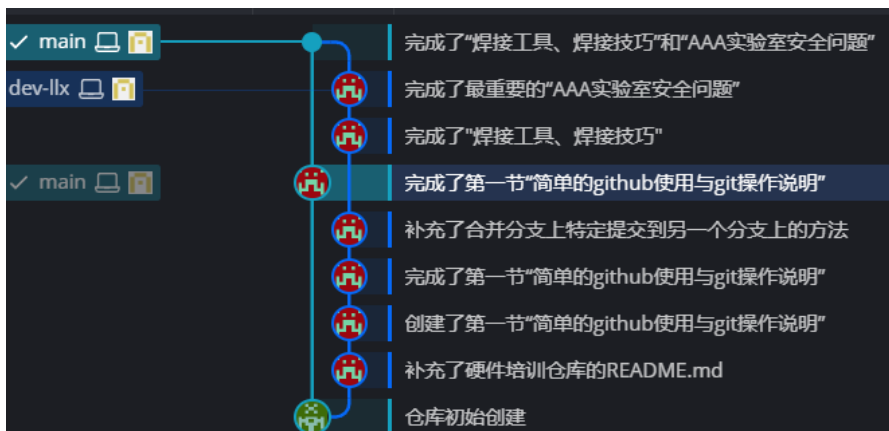 ✓ main 完成了“焊接工具、焊接技巧”和“AAA实验室安全问题”
dev-llx 完成了最重要的“AAA实验室安全问题”
完成了"焊接工具、焊接技巧"
✓ main 完成了第一节“简单的github使用与git操作说明”
补充了合并分支上特定提交到另一个分支上的方法
完成了第一节“简单的github使用与git操作说明”
创建了第一节“简单的github使用与git操作说明”
补充了硬件培训仓库的README.md
仓库初始创建